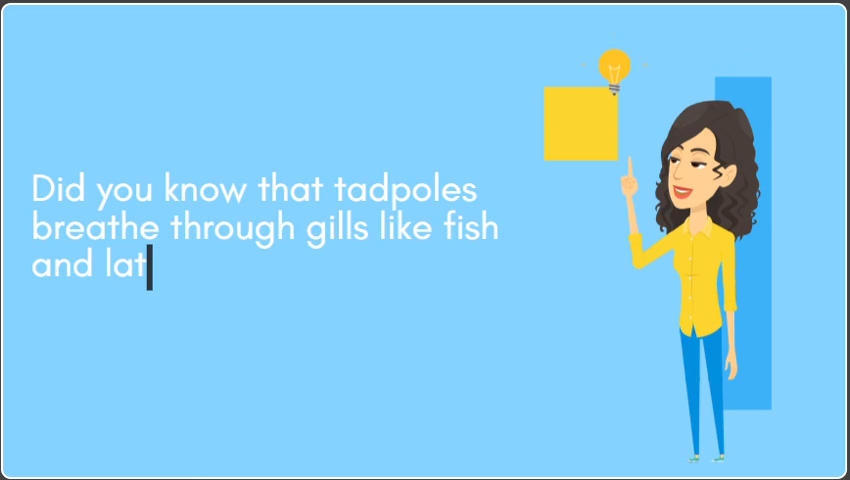 Did you know that tadpoles
breathe through gills like fish
and lat